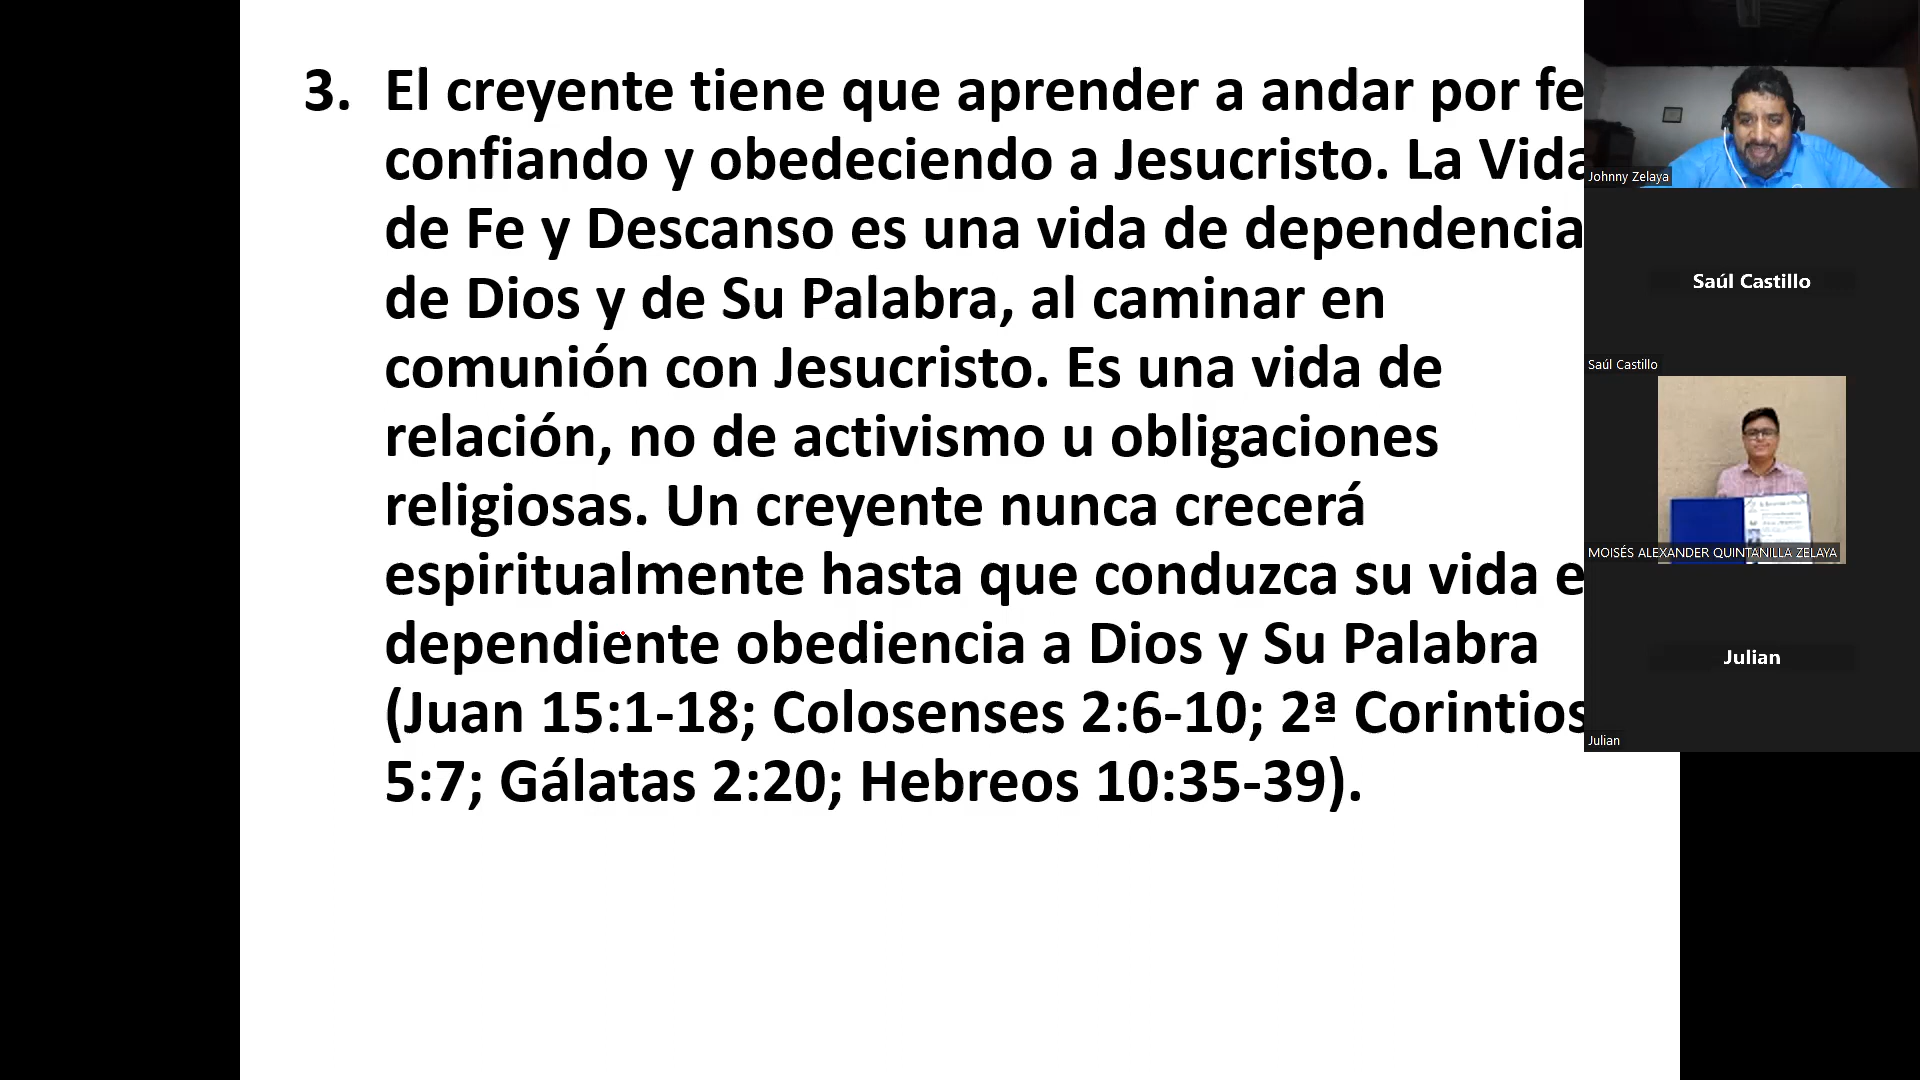 3. El creyente tiene que aprender a andar por fe
confiando y obedeciendo a Jesucristo. La Vida
de Fe y Descanso es una vida de dependencia
de Dios y de Su Palabra, al caminar en
comunión con Jesucristo. Es una vida de
relación, no de activismo u obligaciones
religiosas. Un creyente nunca crecerá
espiritualmente hasta que conduzca su vida e
dependiente obediencia a Dios y Su Palabra
(Juan 15:1-18; Colosenses 2:6-10; 2ª Corintios
5:7; Gálatas 2:20; Hebreos 10:35-39).
Johnny Zelaya
Saúl Castillo
Saúl Castillo
MOISÉS ALEXANDER QUINTANILLA ZELAYA
Julian
Julian